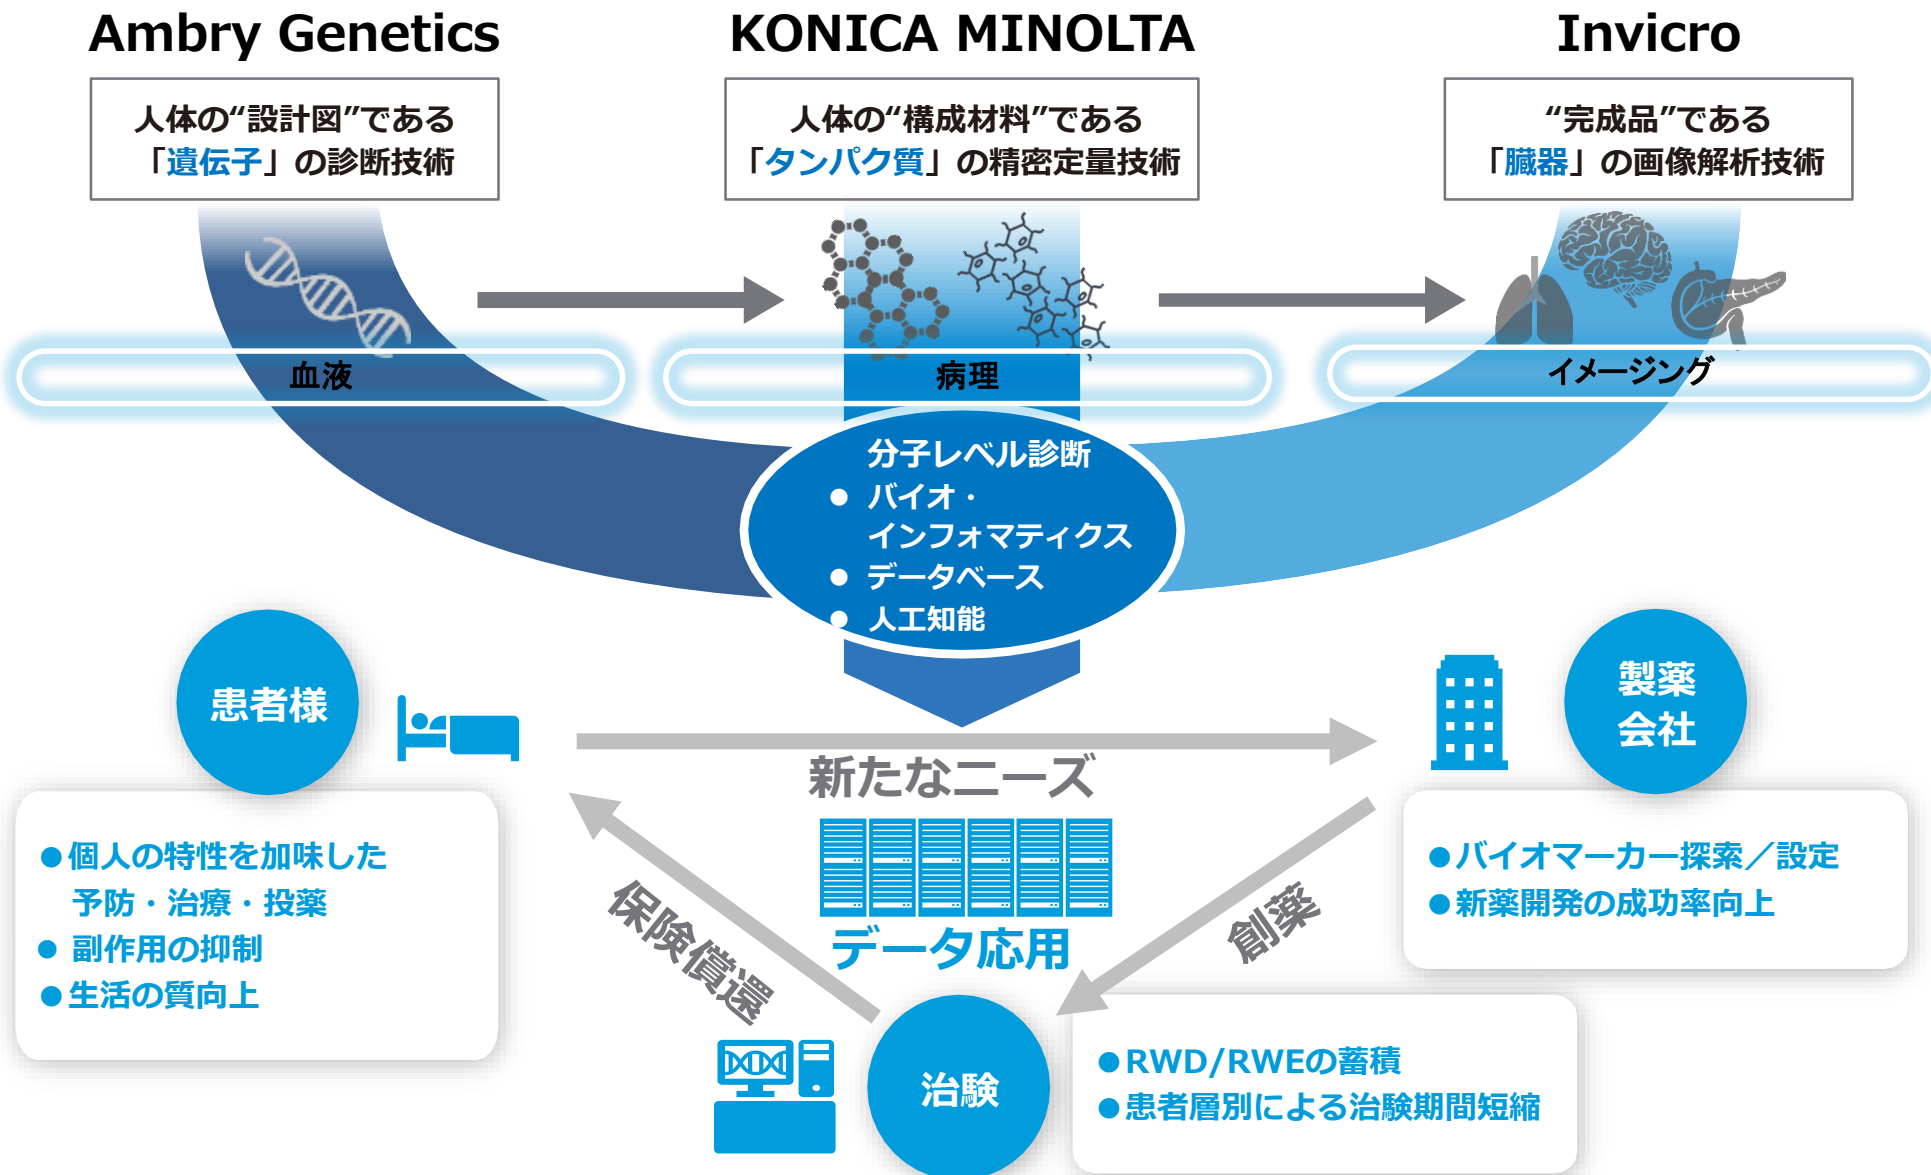 Ambry Genetics
KONICA MINOLTA
Invicro
人体の“設計図”である
「遺伝子」の診断技術
人体の“構成材料”である
「タンパク質」の精密定量技術
“完成品”である
「臓器」の画像解析技術
血液
病理
イメージング
分子レベル診断
● バイオ・
インフォマティクス
● データベース
● 人工知能
患者様
製薬
会社
新たなニーズ
●個人の特性を加味した
予防・治療・投薬
● 副作用の抑制
●生活の質向上
●バイオマーカー探索／設定
●新薬開発の成功率向上
保険償還
データ応用
創薬
治験
●RWD/RWEの蓄積
●患者層別による治験期間短縮